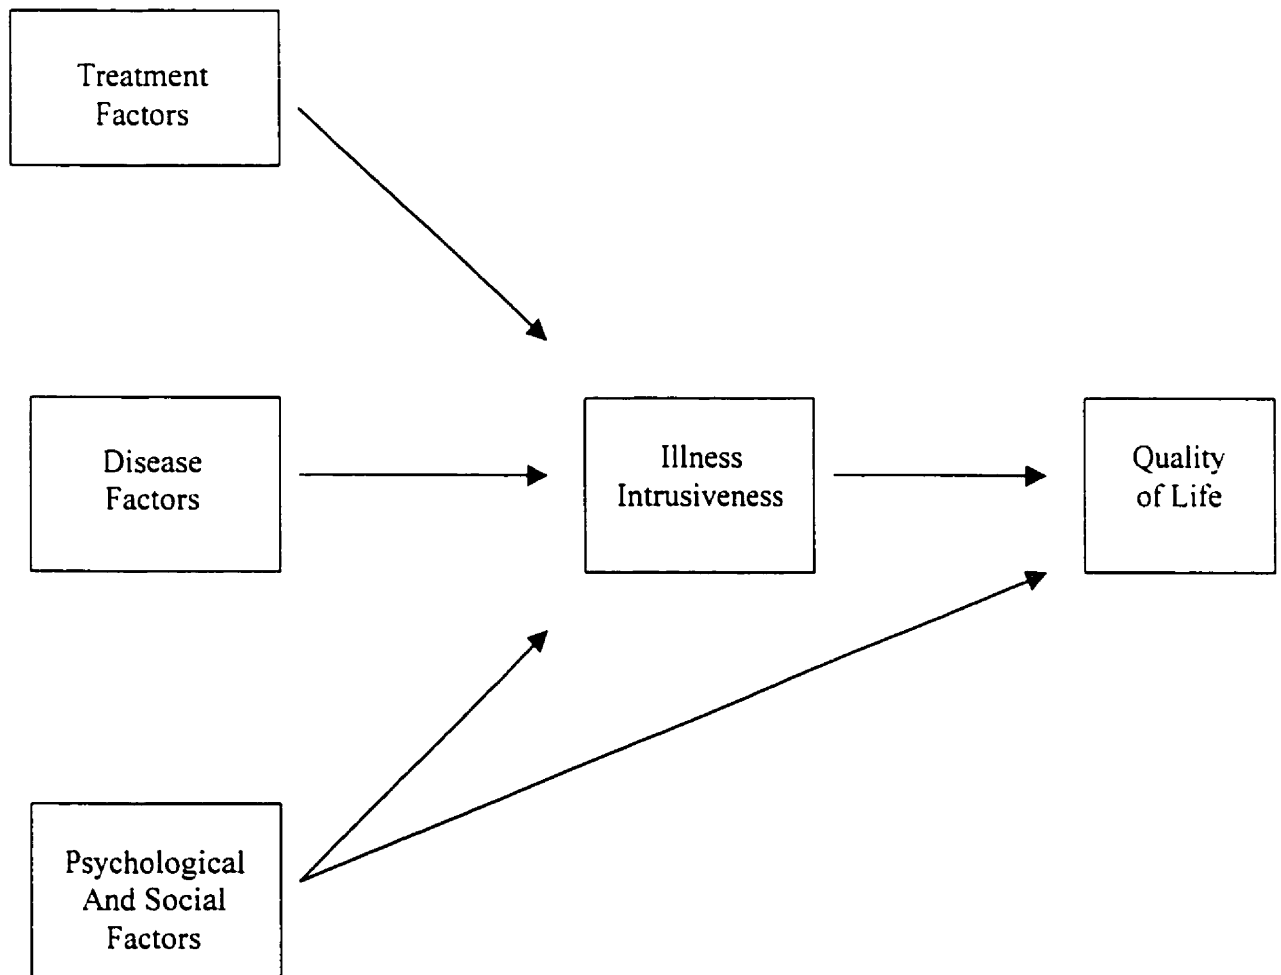 Treatment
Factors
Disease
Factors
Illness
Intrusiveness
Quality
of Life
Psychological
And Social
Factors